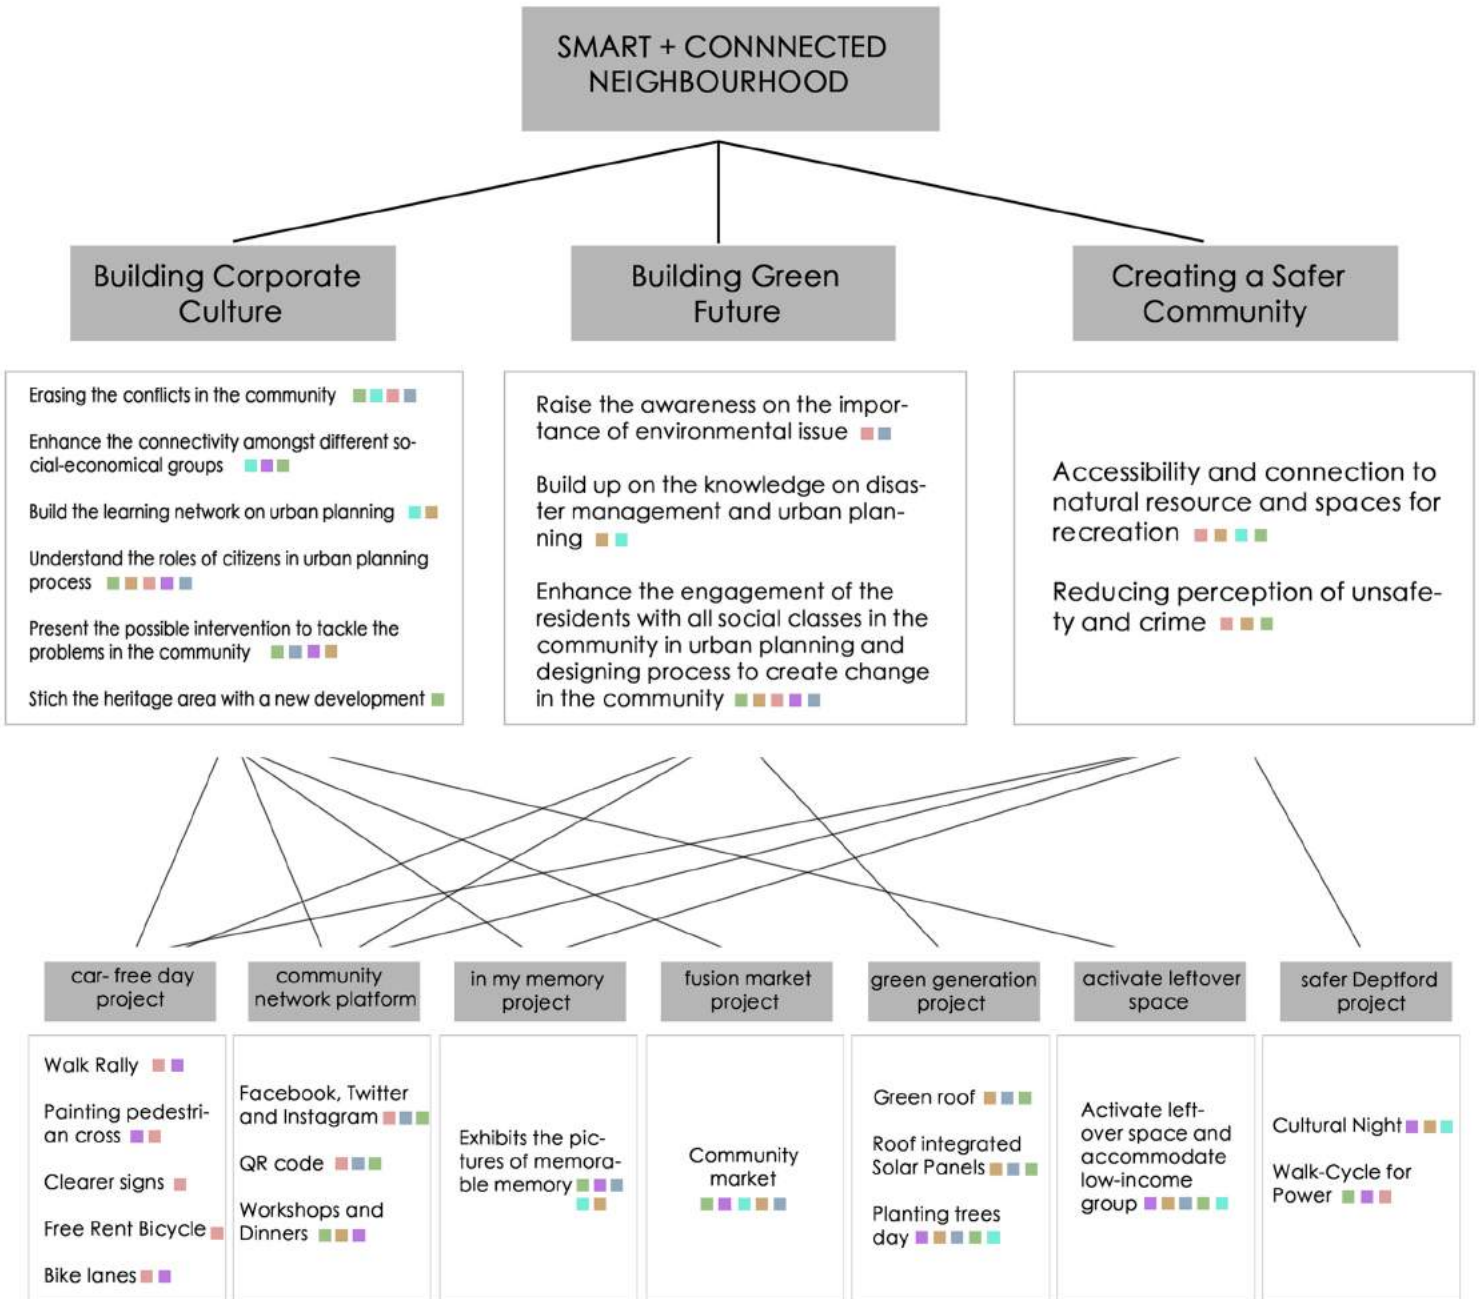 SMART + CONNNECTED
NEIGHBOURHOOD
Building Corporate
Culture
Building Green
Future
Creating a Safer
Community
Erasing the conflicts in the community
Enhance the connectivity amongst different so-
cial-economical groups
Build the learning network on urban planning
Understand the roles of citizens in urban planning
process
Present the possible intervention to tackle the
problems in the community
Stich the heritage area with a new development
Raise the awareness on the impor-
tance of environmental issue
Build up on the knowledge on disas-
ter management and urban plan-
ning
Enhance the engagement of the
residents with all social classes in the
community in urban planning and
designing process to create change
in the community
Accessibility and connection to
natural resource and spaces for
recreation
Reducing perception of unsafe-
ty and crime
car- free day
project
community
network platform
in my memory
project
fusion market
project
green generation
project
activate leftover
space
safer Deptford
project
Walk Rally
Painting pedestri-
an cross
Clearer signs
Free Rent Bicycle
Bike lanes
Facebook, Twitter
and Instagram
QR code
Workshops and
Dinners
Exhibits the pic-
tures of memora-
ble memory
Community
market
Green roof
Roof integrated
Solar Panels
Planting trees
day
Activate left-
over space and
accommodate
low-income
group
Cultural Night
Walk-Cycle for
Power